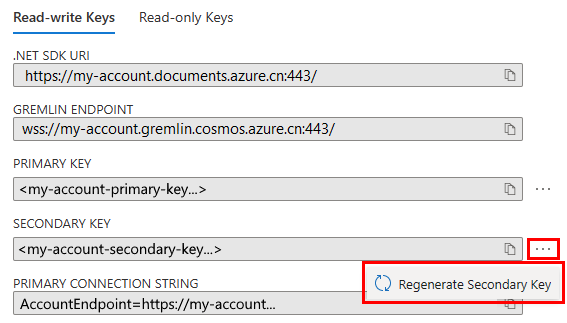 Read-write Keys Read-only Keys
.NET SDK URI
https://my-account.documents.azure.cn:443/
GREMLIN ENDPOINT
wss://my-account.gremlin.cosmos.azure.cn:443/
PRIMARY KEY
<my-account-primary-key...> ...
SECONDARY KEY
<my-account-secondary-key...> ...
Regenerate Secondary Key
PRIMARY CONNECTION STRING
AccountEndpoint=https://my-account...